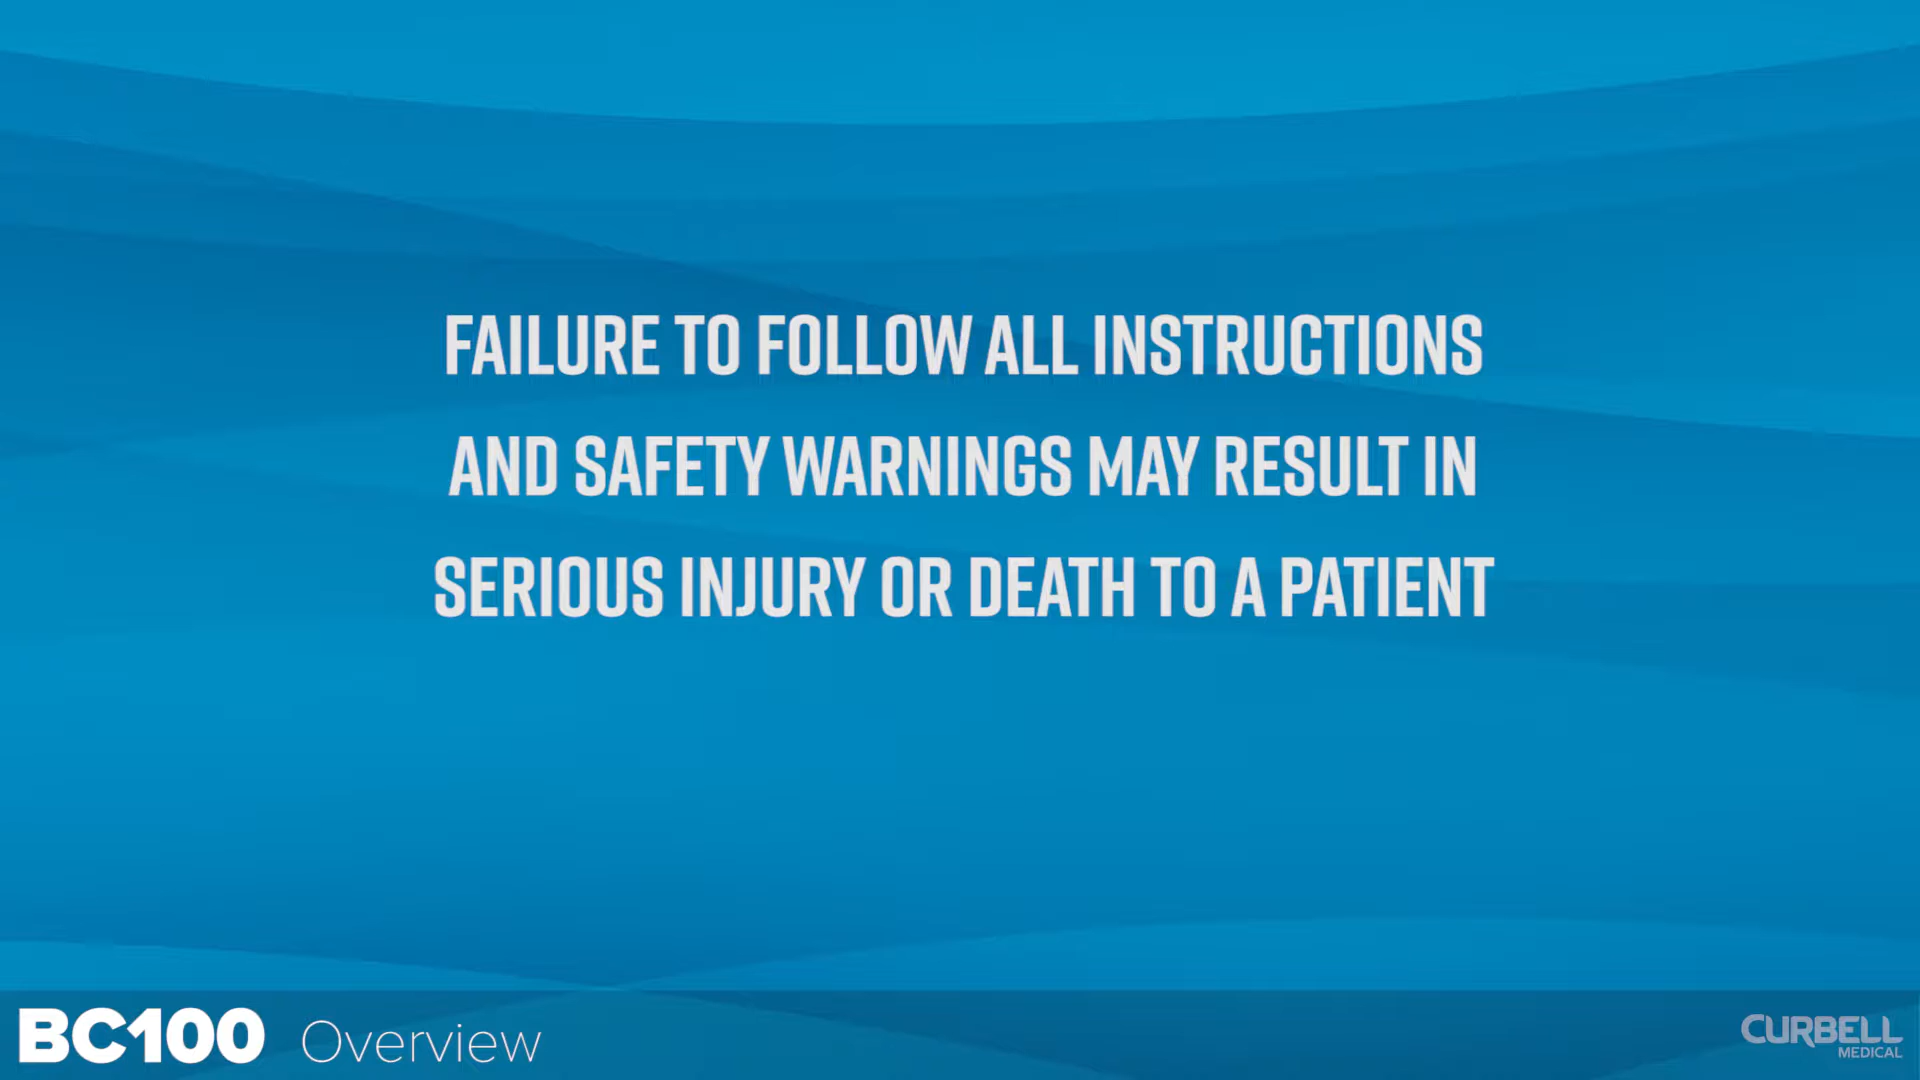 FAILURE TO FOLLOW ALL INSTRUCTIONS
AND SAFETY WARNINGS MAY RESULT IN
SERIOUS INJURY OR DEATH TO A PATIENT
BC100 Overview
CURBELL
MEDICAL